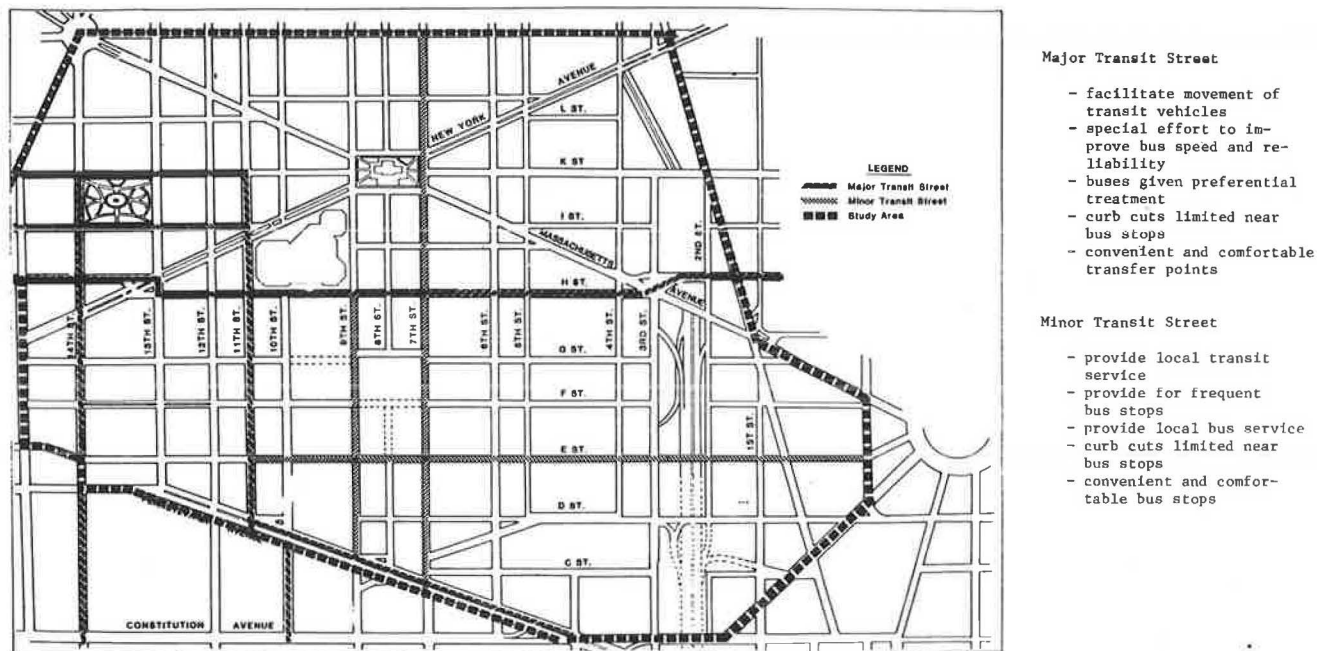 AVENUE
L ST.
NEW YORK
K ST
I ST.
MASSACHUSETTS
AVENUE
2ND ST.
H ST.
14TH ST.
13TH ST.
12TH ST.
11TH ST.
10TH ST.
9TH ST.
8TH ST.
7TH ST.
6TH ST.
5TH ST.
4TH ST.
3RD ST.
G ST.
F ST.
E ST.
1ST ST.
D ST.
C ST.
CONSTITUTION AVENUE
LEGEND
Major Transit Street
Minor Transit Street
Study Area
Major Transit Street
- facilitate movement of
transit vehicles
- special effort to im-
prove bus speed and re-
liability
- buses given preferential
treatment
- curb cuts limited near
bus stops
- convenient and comfortable
transfer points
Minor Transit Street
- provide local transit
service
- provide for frequent
bus stops
- provide local bus service
- curb cuts limited near
bus stops
- convenient and comfor-
table bus stops